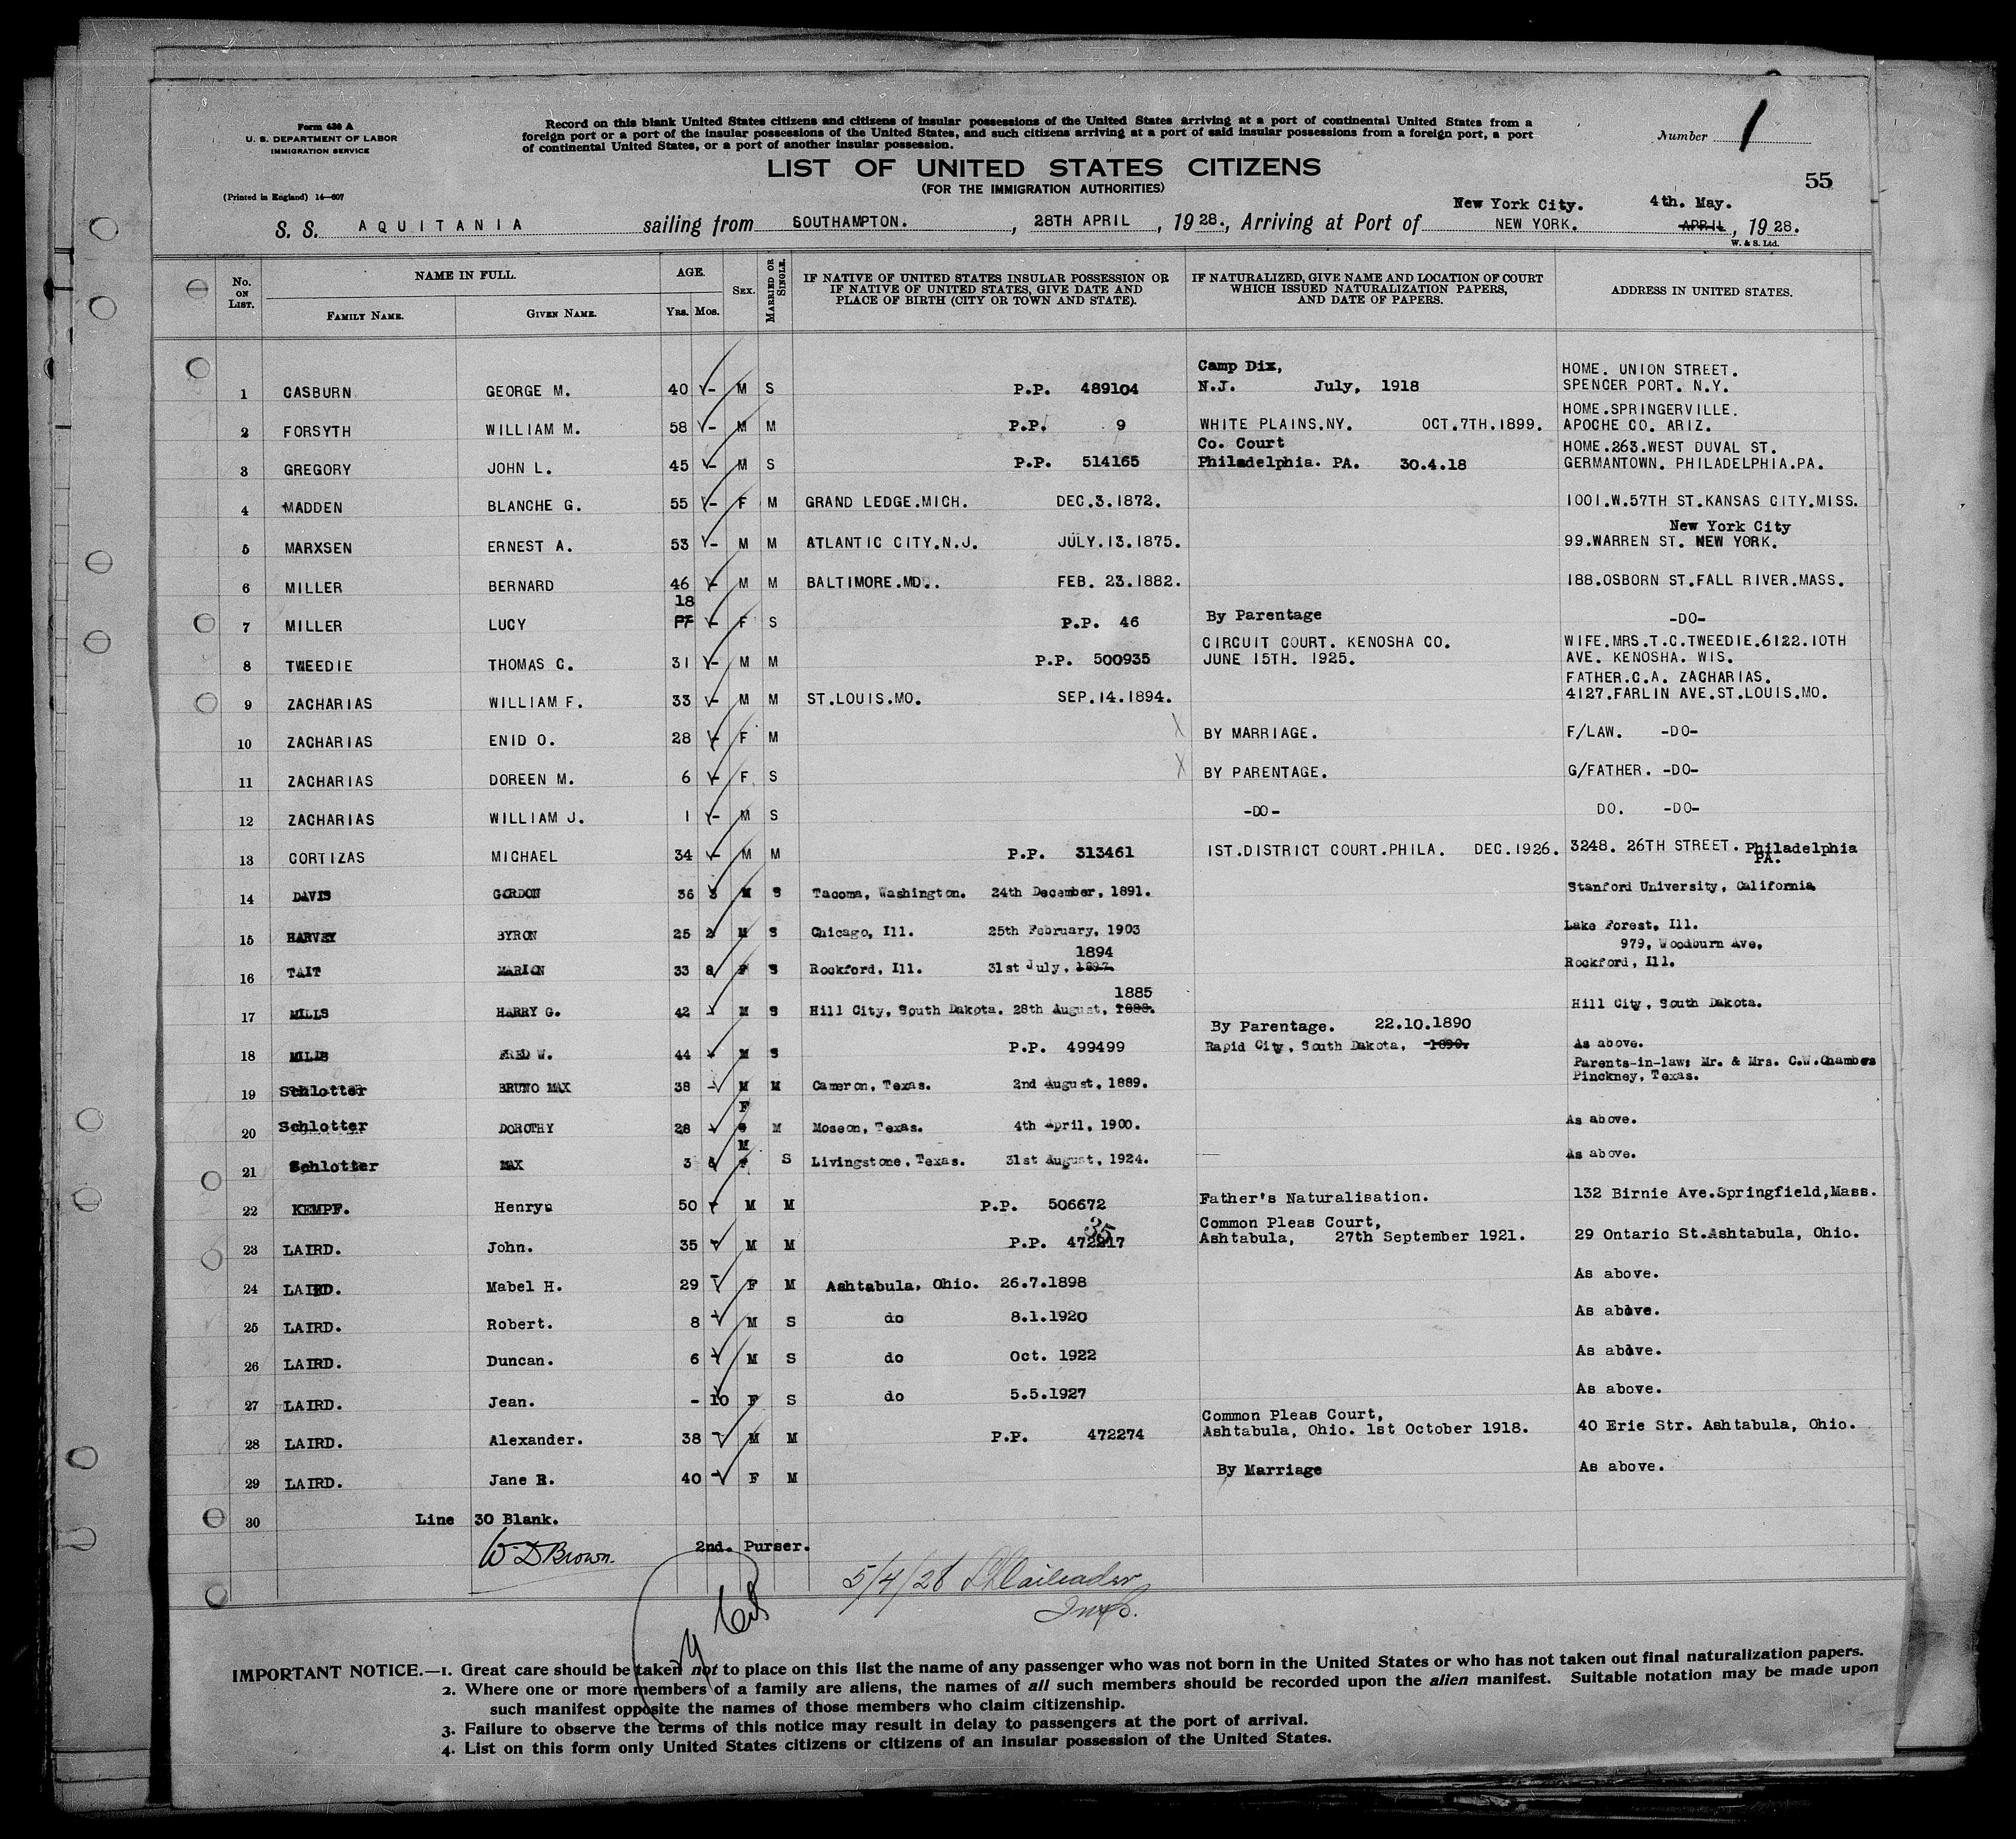 Form 630 A
U. S. DEPARTMENT OF LABOR
IMMIGRATION SERVICE
(Printed in England) 14—607
Record on this blank United States citizens and citizens of insular possessions of the United States arriving at a port of continental United States from a
foreign port or a port of the insular possessions of the United States, and such citizens arriving at a port of said insular possessions from a foreign port, a port
of continental United States, or a port of another insular possession.
Number 1
LIST OF UNITED STATES CITIZENS
(FOR THE IMMIGRATION AUTHORITIES)
55
New York City. 4th. May.
S. S. AQUITANIA sailing from SOUTHAMPTON. , 28TH APRIL , 1928., Arriving at Port of NEW YORK. APRIL , 1928.
W. & S. Ltd.
No. ON LIST. NAME IN FULL. FAMILY NAME. GIVEN NAME. AGE. YRS. MOS. SEX. MARRIED OR SINGLE. IF NATIVE OF UNITED STATES INSULAR POSSESSION OR IF NATIVE OF UNITED STATES, GIVE DATE AND PLACE OF BIRTH (CITY OR TOWN AND STATE). IF NATURALIZED, GIVE NAME AND LOCATION OF COURT WHICH ISSUED NATURALIZATION PAPERS, AND DATE OF PAPERS. ADDRESS IN UNITED STATES.
Camp Dix, HOME. UNION STREET.
1 CASBURN GEORGE M. 40 - M S P.P. 489104 N.J. July, 1918 SPENCER PORT. N.Y.
HOME.SPRINGERVILLE.
2 FORSYTH WILLIAM M. 58 - M M P.P. 9 WHITE PLAINS.NY. OCT.7TH.1899. APOCHE CO. ARIZ.
Co. Court HOME.263.WEST DUVAL ST.
3 GREGORY JOHN L. 45 - M S P.P. 514165 Philadelphia. PA. 30.4.18 GERMANTOWN. PHILADELPHIA.PA.
4 MADDEN BLANCHE G. 55 - F M GRAND LEDGE.MICH. DEC.3.1872. 1001.W.57TH ST.KANSAS CITY.MISS.
New York City
5 MARXSEN ERNEST A. 53 - M M ATLANTIC CITY.N.J. JULY.13.1875. 99.WARREN ST. NEW YORK.
6 MILLER BERNARD 46 - M M BALTIMORE.MD.. FEB. 23.1882. 188.OSBORN ST.FALL RIVER.MASS.
18
7 MILLER LUCY - F S P.P. 46 By Parentage -DO-
CIRCUIT COURT. KENOSHA CO. WIFE.MRS.T.C.TWEEDIE.6122.10TH
8 TWEEDIE THOMAS C. 31 - M M P.P. 500935 JUNE 15TH. 1925. AVE. KENOSHA. WIS.
FATHER.C.A. ZACHARIAS.
9 ZACHARIAS WILLIAM F. 33 - M M ST.LOUIS.MO. SEP.14.1894. 4127.FARLIN AVE.ST.LOUIS.MO.
10 ZACHARIAS ENID O. 28 - F M X BY MARRIAGE. F/LAW. -DO-
11 ZACHARIAS DOREEN M. 6 - F S X BY PARENTAGE. G/FATHER. -DO-
12 ZACHARIAS WILLIAM J. 1 - M S -DO- DO. -DO-
13 CORTIZAS MICHAEL 34 - M M P.P. 313461 1ST.DISTRICT COURT.PHILA. DEC.1926. 3248. 26TH STREET. Philadelphia
PA.
14 DAVIS GORDON 36 3 M S Tacoma, Washington. 24th December, 1891. Stanford University, California
15 HARVEY BYRON 25 2 M S Chicago, Ill. 25th February, 1903 Lake Forest, Ill.
1894 979, Woodburn Ave,
16 TAIT MARION 33 8 F S Rockford, Ill. 31st July, 1897. Rockford, Ill.
1885
17 MILLS HARRY G. 42 - M S Hill City, South Dakota. 28th August, 1888. Hill City, South Dakota.
By Parentage. 22.10.1890
18 MILLS FRED W. 44 - M S P.P. 499499 Rapid City, South Dakota, 1890. As above.
Parents-in-law; Mr. & Mrs. C.W.Chambes
19 Schlotter BRUNO MAX 38 - M M Cameron, Texas. 2nd August, 1889. Pinckney, Texas.
F
20 Schlotter DOROTHY 28 - M Moseon, Texas. 4th April, 1900. As above.
M
21 Schlotter MAX 3 S Livingstone, Texas. 31st August, 1924. As above.
22 KEMPF. Henrys 50 - M M P.P. 506672 Father's Naturalisation. 132 Birnie Ave.Springfield,Mass.
35 Common Pleas Court,
23 LAIRD. John. 35 - M M P.P. 472217 Ashtabula, 27th September 1921. 29 Ontario St.Ashtabula, Ohio.
24 LAIRD. Mabel H. 29 - F M Ashtabula, Ohio. 26.7.1898 As above.
25 LAIRD. Robert. 8 - M S do 8.1.1920 As above.
26 LAIRD. Duncan. 6 - M S do Oct. 1922 As above.
27 LAIRD. Jean. - 10 F S do 5.5.1927 As above.
Common Pleas Court,
28 LAIRD. Alexander. 38 - M M P.P. 472274 Ashtabula, Ohio. 1st October 1918. 40 Erie Str. Ashtabula, Ohio.
29 LAIRD. Jane R. 40 - F M By Marriage As above.
30 Line 30 Blank.
W D Brown. 2nd. Purser.
5/4/28
IMPORTANT NOTICE.—1. Great care should be taken not to place on this list the name of any passenger who was not born in the United States or who has not taken out final naturalization papers.
2. Where one or more members of a family are aliens, the names of all such members should be recorded upon the alien manifest. Suitable notation may be made upon
such manifest opposite the names of those members who claim citizenship.
3. Failure to observe the terms of this notice may result in delay to passengers at the port of arrival.
4. List on this form only United States citizens or citizens of an insular possession of the United States.